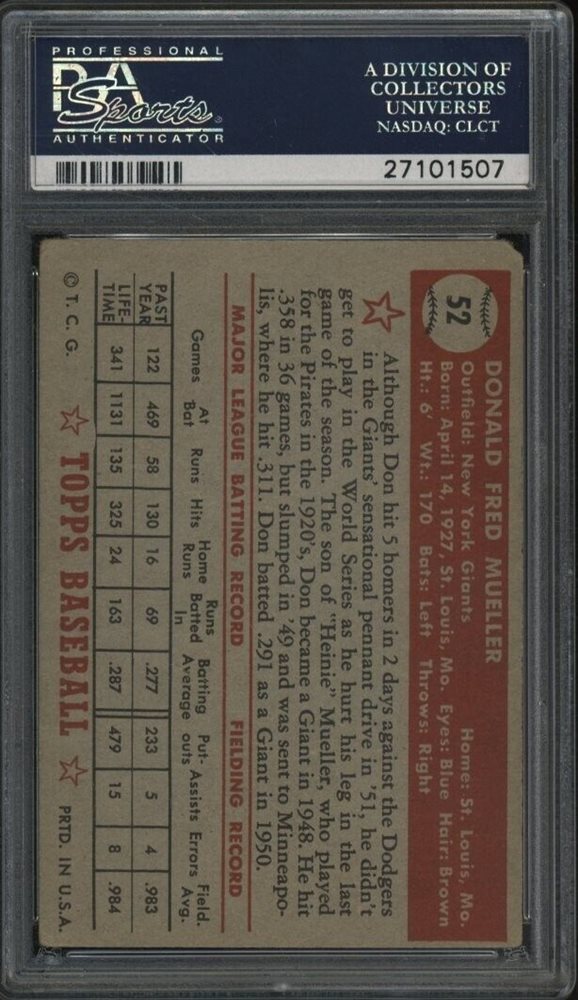 PROFESSIONAL
PSA
Sports
AUTHENTICATOR
A DIVISION OF
COLLECTORS
UNIVERSE
NASDAQ: CLCT
27101507
52
DONALD FRED MUELLER
Outfield: New York Giants Home: St. Louis, Mo.
Born: April 14, 1927, St. Louis, Mo. Eyes: Blue Hair: Brown
Ht.: 6' Wt.: 170 Bats: Left Throws: Right
Although Don hit 5 homers in 2 days against the Dodgers
in the Giants' sensational pennant drive in '51, he didn't
get to play in the World Series as he hurt his leg in the last
game of the season. The son of "Heinie" Mueller, who played
for the Pirates in the 1920's, Don became a Giant in 1948. He hit
.358 in 36 games, but slumped in '49 and was sent to Minneapo-
lis, where he hit .311. Don batted .291 as a Giant in 1950.
MAJOR LEAGUE BATTING RECORD FIELDING RECORD
Games At Bat Runs Hits Home Runs Runs Batted In Batting Average Put-outs Assists Errors Field. Avg.
PAST YEAR 122 469 58 130 16 69 .277 233 5 4 .983
LIFE-TIME 341 1131 135 325 24 163 .287 479 15 8 .984
© T. C. G. TOPPS BASEBALL PRTD. IN U.S.A.